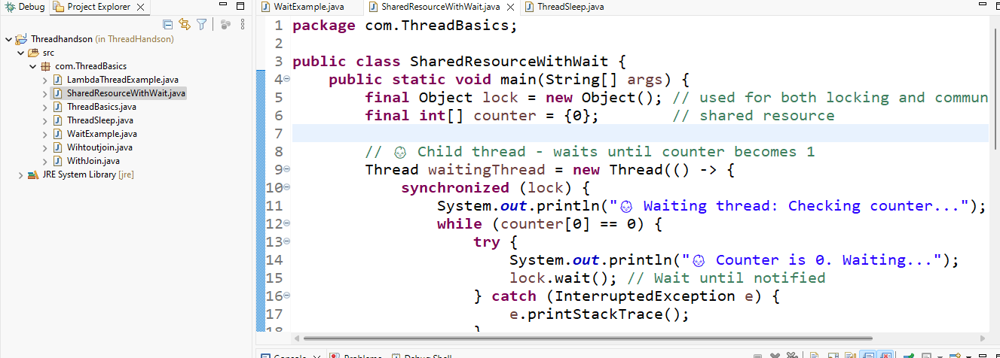 Debug Project Explorer
Threadhandson (in ThreadHandson)
src
com.ThreadBasics
LambdaThreadExample.java
SharedResourceWithWait.java
ThreadBasics.java
ThreadSleep.java
WaitExample.java
Wihtoutjoin.java
WithJoin.java
JRE System Library [jre]
WaitExample.java SharedResourceWithWait.java ThreadSleep.java
1 package com.ThreadBasics;
2
3 public class SharedResourceWithWait {
4 public static void main(String[] args) {
5 final Object lock = new Object(); // used for both locking and commun
6 final int[] counter = {0}; // shared resource
7
8 // 👶 Child thread - waits until counter becomes 1
9 Thread waitingThread = new Thread(() -> {
10 synchronized (lock) {
11 System.out.println("👶 Waiting thread: Checking counter...");
12 while (counter[0] == 0) {
13 try {
14 System.out.println("👶 Counter is 0. Waiting...");
15 lock.wait(); // Wait until notified
16 } catch (InterruptedException e) {
17 e.printStackTrace();
18 }
Console Problems Debug Shell